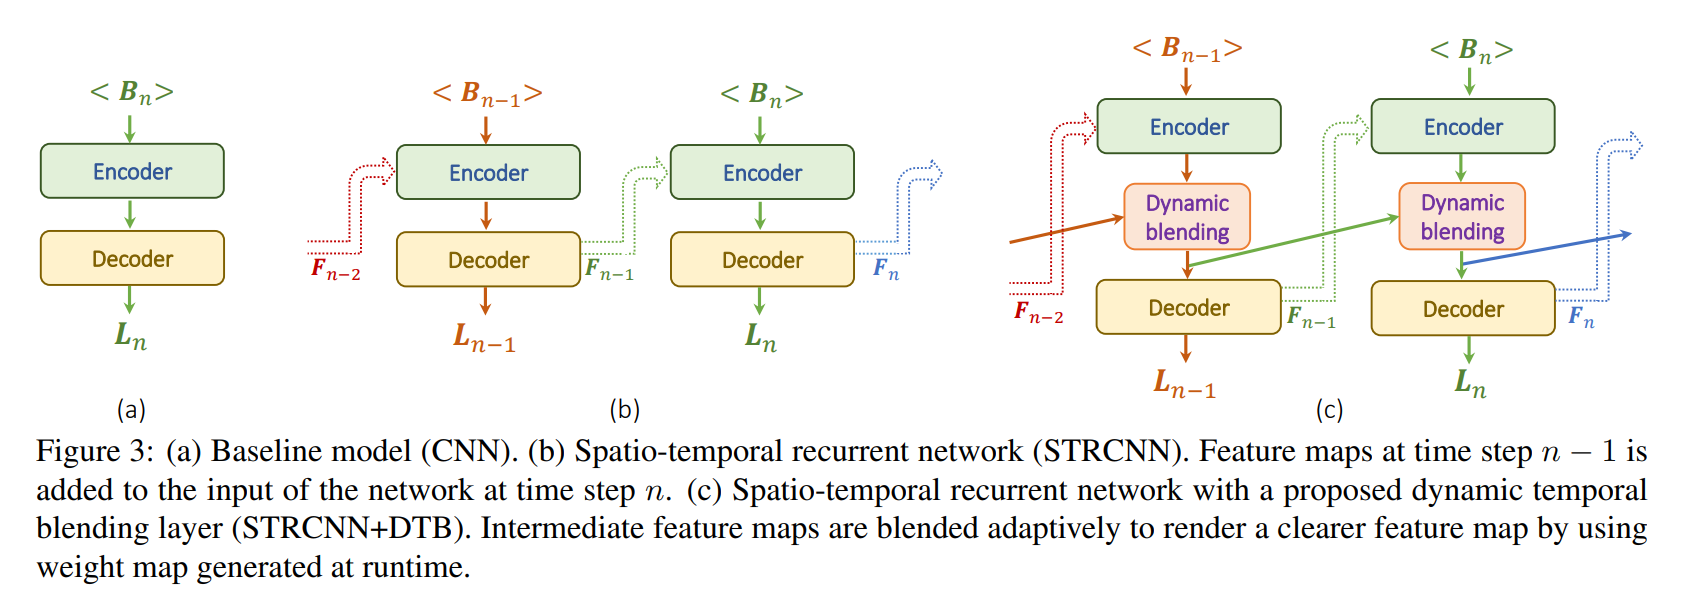 < B_n>
Encoder
Decoder
L_n
(a)
< B_{n−1}>
< B_n>
Encoder
Encoder
Decoder
Decoder
F_{n−2}
F_{n−1}
F_n
L_{n−1}
L_n
(b)
< B_{n−1}>
< B_n>
Encoder
Encoder
Dynamic
blending
Dynamic
blending
Decoder
Decoder
F_{n−2}
F_{n−1}
F_n
L_{n−1}
L_n
(c)
Figure 3: (a) Baseline model (CNN). (b) Spatio-temporal recurrent network (STRCNN). Feature maps at time step n − 1 is
added to the input of the network at time step n. (c) Spatio-temporal recurrent network with a proposed dynamic temporal
blending layer (STRCNN+DTB). Intermediate feature maps are blended adaptively to render a clearer feature map by using
weight map generated at runtime.